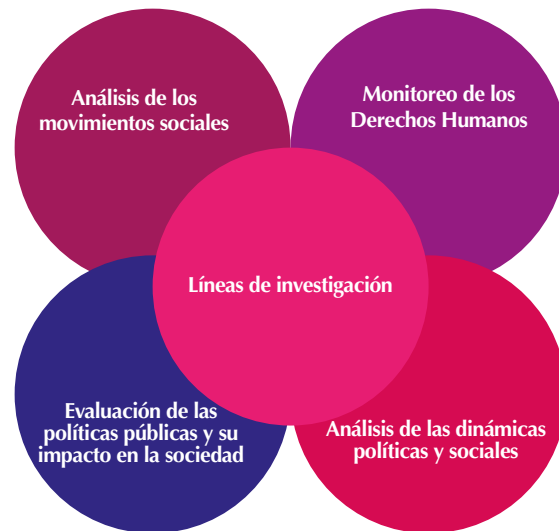 Análisis de los
movimientos sociales
Monitoreo de los
Derechos Humanos
Líneas de investigación
Evaluación de las
políticas públicas y su
impacto en la sociedad
Análisis de las dinámicas
políticas y sociales